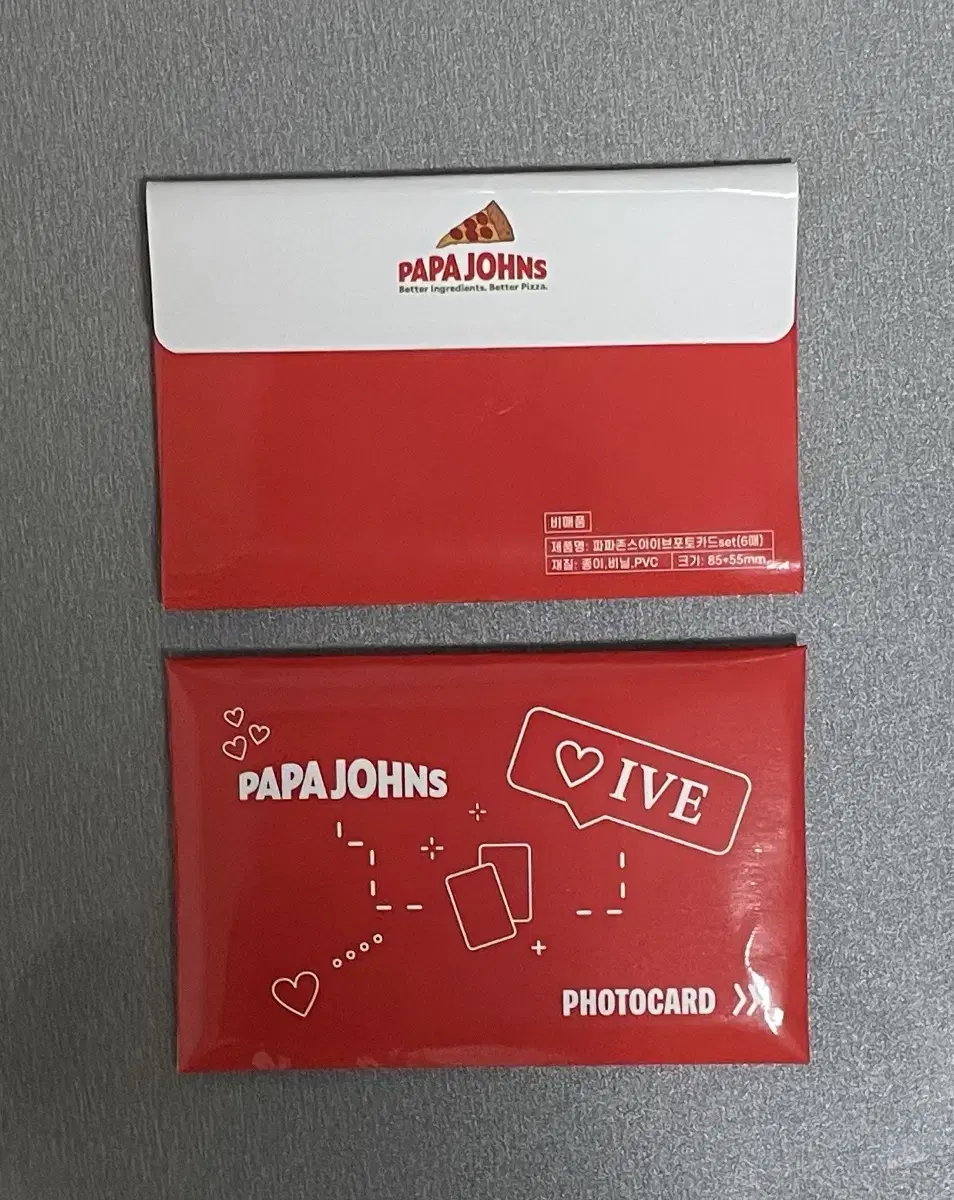 PAPA JOHNS
Better Ingredients. Better Pizza.
비매품
제품명: 파파존스아이브포토카드set(6매)
재질: 종이,비닐,PVC 크기: 85*55mm
PAPA JOHNS
IVE
PHOTOCARD